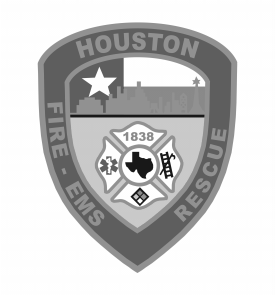 HOUSTON
FIRE - EMS
RESCUE
1838